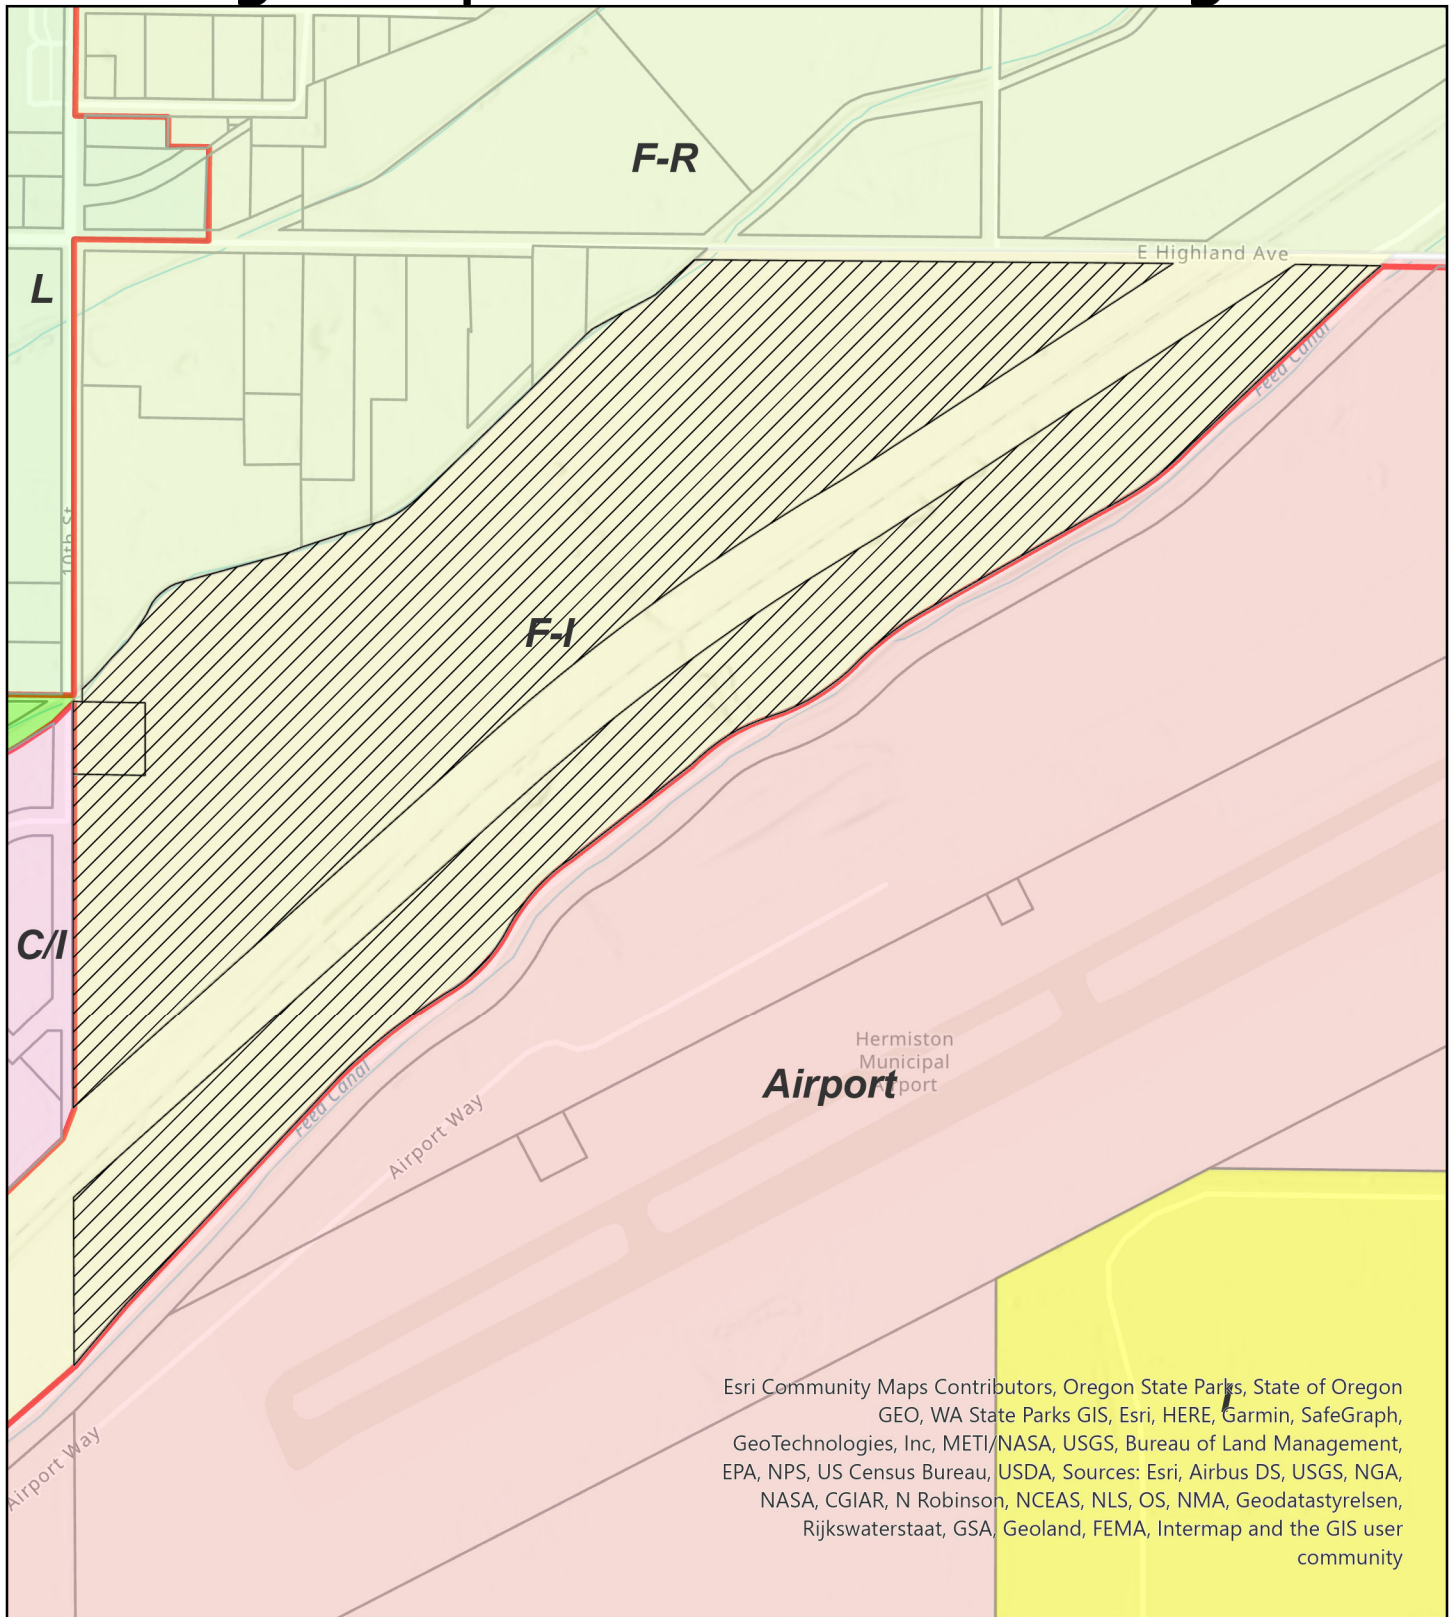 F-R
E Highland Ave
L
Feed Canal
10th St
F-I
C/I
Hermiston
Municipal
Airport
Airport
Feed Canal
Airport Way
I
Esri Community Maps Contributors, Oregon State Parks, State of Oregon
GEO, WA State Parks GIS, Esri, HERE, Garmin, SafeGraph,
GeoTechnologies, Inc, METI/NASA, USGS, Bureau of Land Management,
EPA, NPS, US Census Bureau, USDA, Sources: Esri, Airbus DS, USGS, NGA,
NASA, CGIAR, N Robinson, NCEAS, NLS, OS, NMA, Geodatastyrelsen,
Rijkswaterstaat, GSA, Geoland, FEMA, Intermap and the GIS user
community
Airport Way